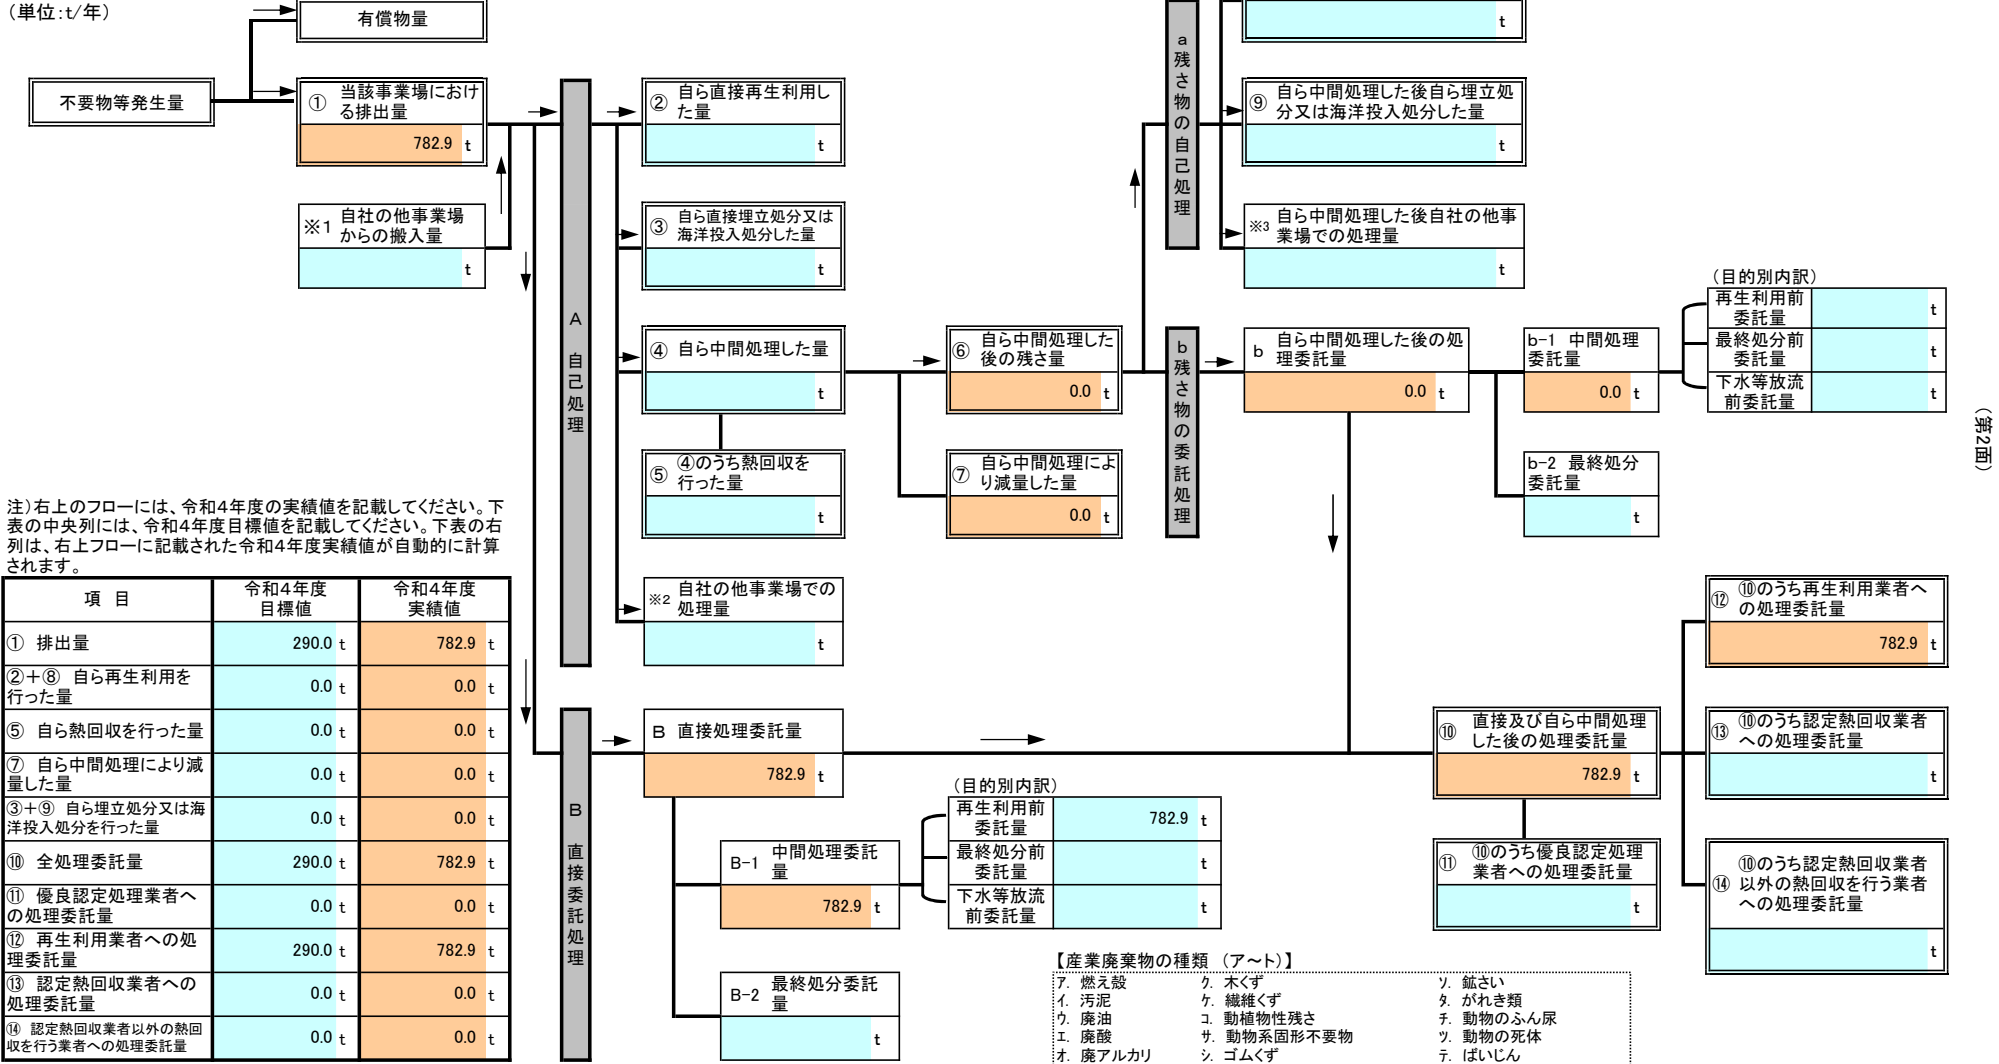 （単位：t/年）
有償物量
不要物等発生量
① 当該事業場におけ
る排出量
782.9 t
※1 自社の他事業場
からの搬入量
t
A 自己処理
② 自ら直接再生利用し
た量
t
③ 自ら直接埋立処分又は
海洋投入処分した量
t
④ 自ら中間処理した量
t
⑤ ④のうち熱回収を
行った量
t
※2 自社の他事業場での
処理量
t
⑥ 自ら中間処理した
後の残さ量
0.0 t
⑦ 自ら中間処理によ
り減量した量
0.0 t
a 残さ物の自己処理
t
⑨ 自ら中間処理した後自ら埋立処
分又は海洋投入処分した量
t
※3 自ら中間処理した後自社の他事
業場での処理量
t
b 残さ物の委託処理
b 自ら中間処理した後の処
理委託量
0.0 t
b-1 中間処理
委託量
0.0 t
b-2 最終処分
委託量
t
（目的別内訳）
再生利用前
委託量
t
最終処分前
委託量
t
下水等放流
前委託量
t
（第2面）
注）右上のフローには、令和４年度の実績値を記載してください。下
表の中央列には、令和４年度目標値を記載してください。下表の右
列は、右上フローに記載された令和４年度実績値が自動的に計算
されます。
項 目
令和４年度
目標値
令和４年度
実績値
① 排出量 290.0 t 782.9 t
②＋⑧ 自ら再生利用を
行った量 0.0 t 0.0 t
⑤ 自ら熱回収を行った量 0.0 t 0.0 t
⑦ 自ら中間処理により減
量した量 0.0 t 0.0 t
③＋⑨ 自ら埋立処分又は海
洋投入処分を行った量 0.0 t 0.0 t
⑩ 全処理委託量 290.0 t 782.9 t
⑪ 優良認定処理業者へ
の処理委託量 0.0 t 0.0 t
⑫ 再生利用業者への処
理委託量 290.0 t 782.9 t
⑬ 認定熱回収業者への
処理委託量 0.0 t 0.0 t
⑭ 認定熱回収業者以外の熱回
収を行う業者への処理委託量 0.0 t 0.0 t
B 直接委託処理
B 直接処理委託量
782.9 t
B-1 中間処理委託
量
782.9 t
B-2 最終処分委託
量
t
（目的別内訳）
再生利用前
委託量
782.9 t
最終処分前
委託量
t
下水等放流
前委託量
t
⑩ 直接及び自ら中間処理
した後の処理委託量
782.9 t
⑪ ⑩のうち優良認定処理
業者への処理委託量
t
⑫ ⑩のうち再生利用業者へ
の処理委託量
782.9 t
⑬ ⑩のうち認定熱回収業者
への処理委託量
t
⑭ ⑩のうち認定熱回収業者
以外の熱回収を行う業者
への処理委託量
t
【産業廃棄物の種類 （ア～ト）】
ア. 燃え殻 ク. 木くず ソ. 鉱さい
イ. 汚泥 ケ. 繊維くず タ. がれき類
ウ. 廃油 コ. 動植物性残さ チ. 動物のふん尿
エ. 廃酸 サ. 動物系固形不要物 ツ. 動物の死体
オ. 廃アルカリ シ. ゴムくず テ. ばいじん